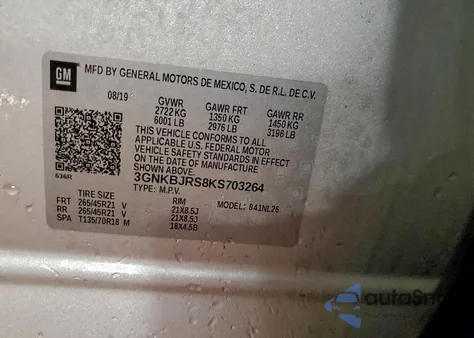 GM MFD BY GENERAL MOTORS DE MEXICO, S. DE R.L. DE C.V.
08/19 GVWR GAWR FRT GAWR RR
2722 KG 1350 KG 1450 KG
6001 LB 2976 LB 3196 LB
THIS VEHICLE CONFORMS TO ALL
APPLICABLE U.S. FEDERAL MOTOR
VEHICLE SAFETY STANDARDS IN EFFECT
ON THE DATE OF MANUFACTURE
3GNKBJRS8KS703264
TYPE: M.P.V. MODEL: 841NL26
TIRE SIZE RIM
FRT 265/45R21 V 21X8.5J
RR 265/45R21 V 21X8.5J
SPA T135/70R18 M 18X4.5B